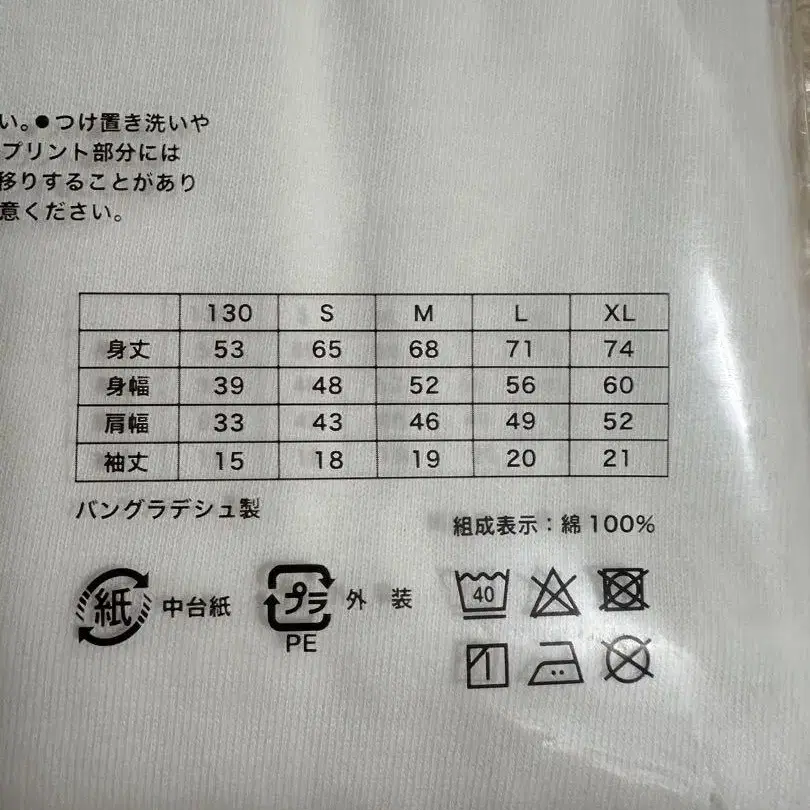 い。●つけ置き洗いや
プリント部分には
移りすることがあり
意ください。
130 S M L XL
身丈 53 65 68 71 74
身幅 39 48 52 56 60
肩幅 33 43 46 49 52
袖丈 15 18 19 20 21
バングラデシュ製
組成表示：綿100%
紙 中台紙
プラ 外 装
PE
40